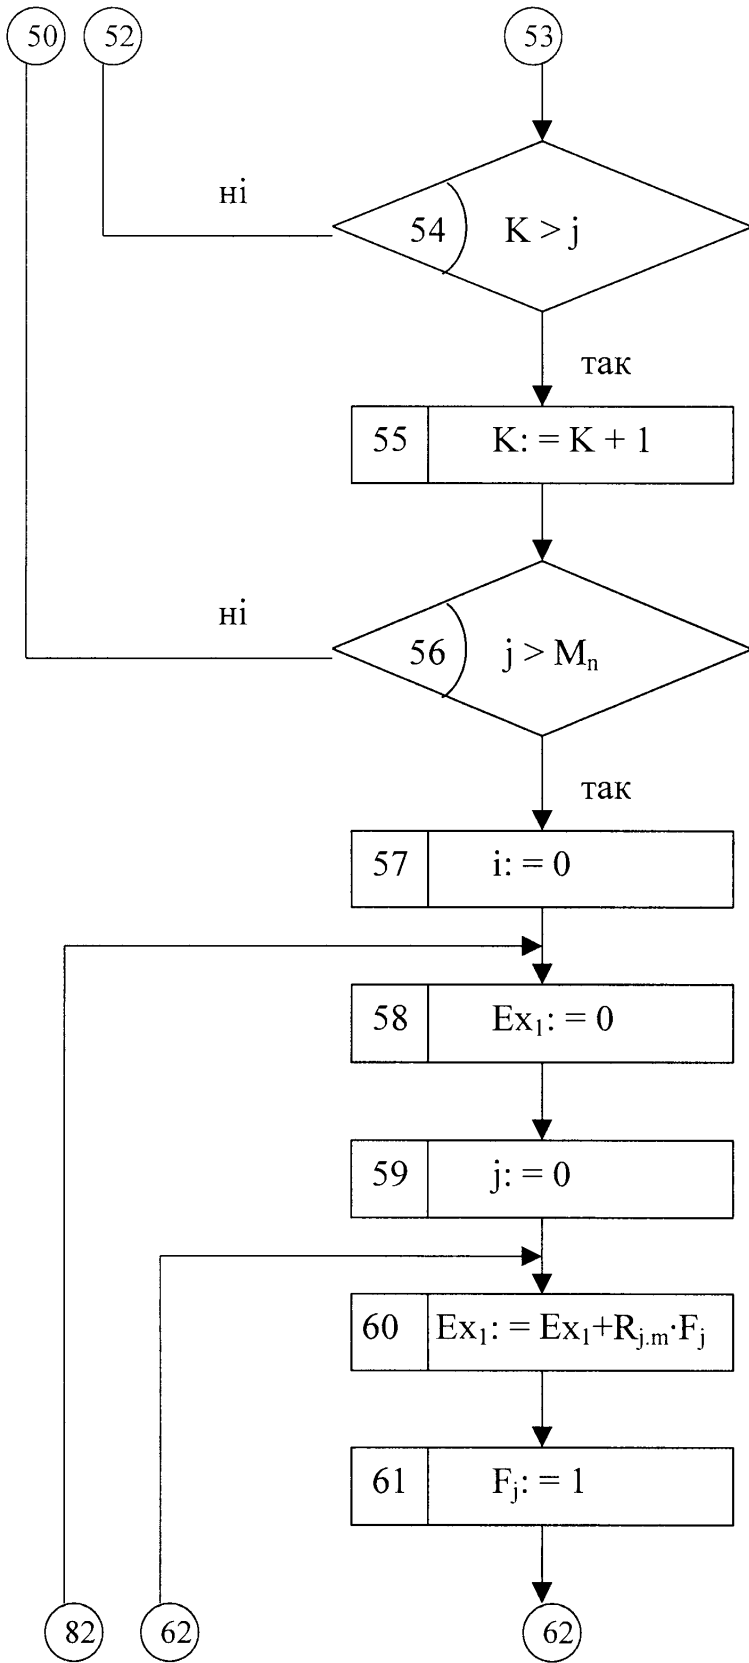 50 52 53
ні
54 K > j
так
55 K: = K + 1
ні
56 j > Mₙ
так
57 i: = 0
58 Ex₁: = 0
59 j: = 0
60 Ex₁: = Ex₁+Rⱼ.ₘ·Fⱼ
61 Fⱼ: = 1
82 62 62